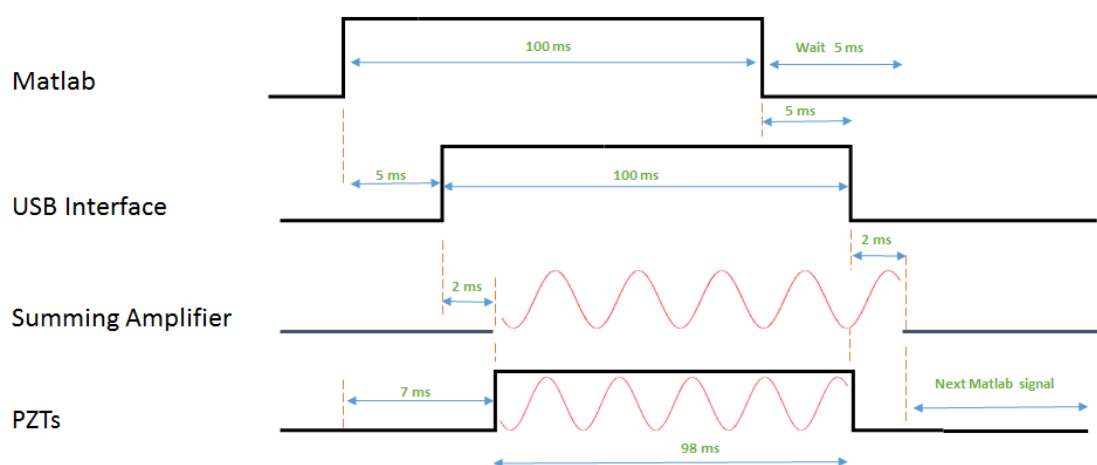 100 ms
Wait 5 ms
Matlab
5 ms
5 ms
100 ms
USB Interface
2 ms
2 ms
Summing Amplifier
7 ms
Next Matlab signal
PZTs
98 ms